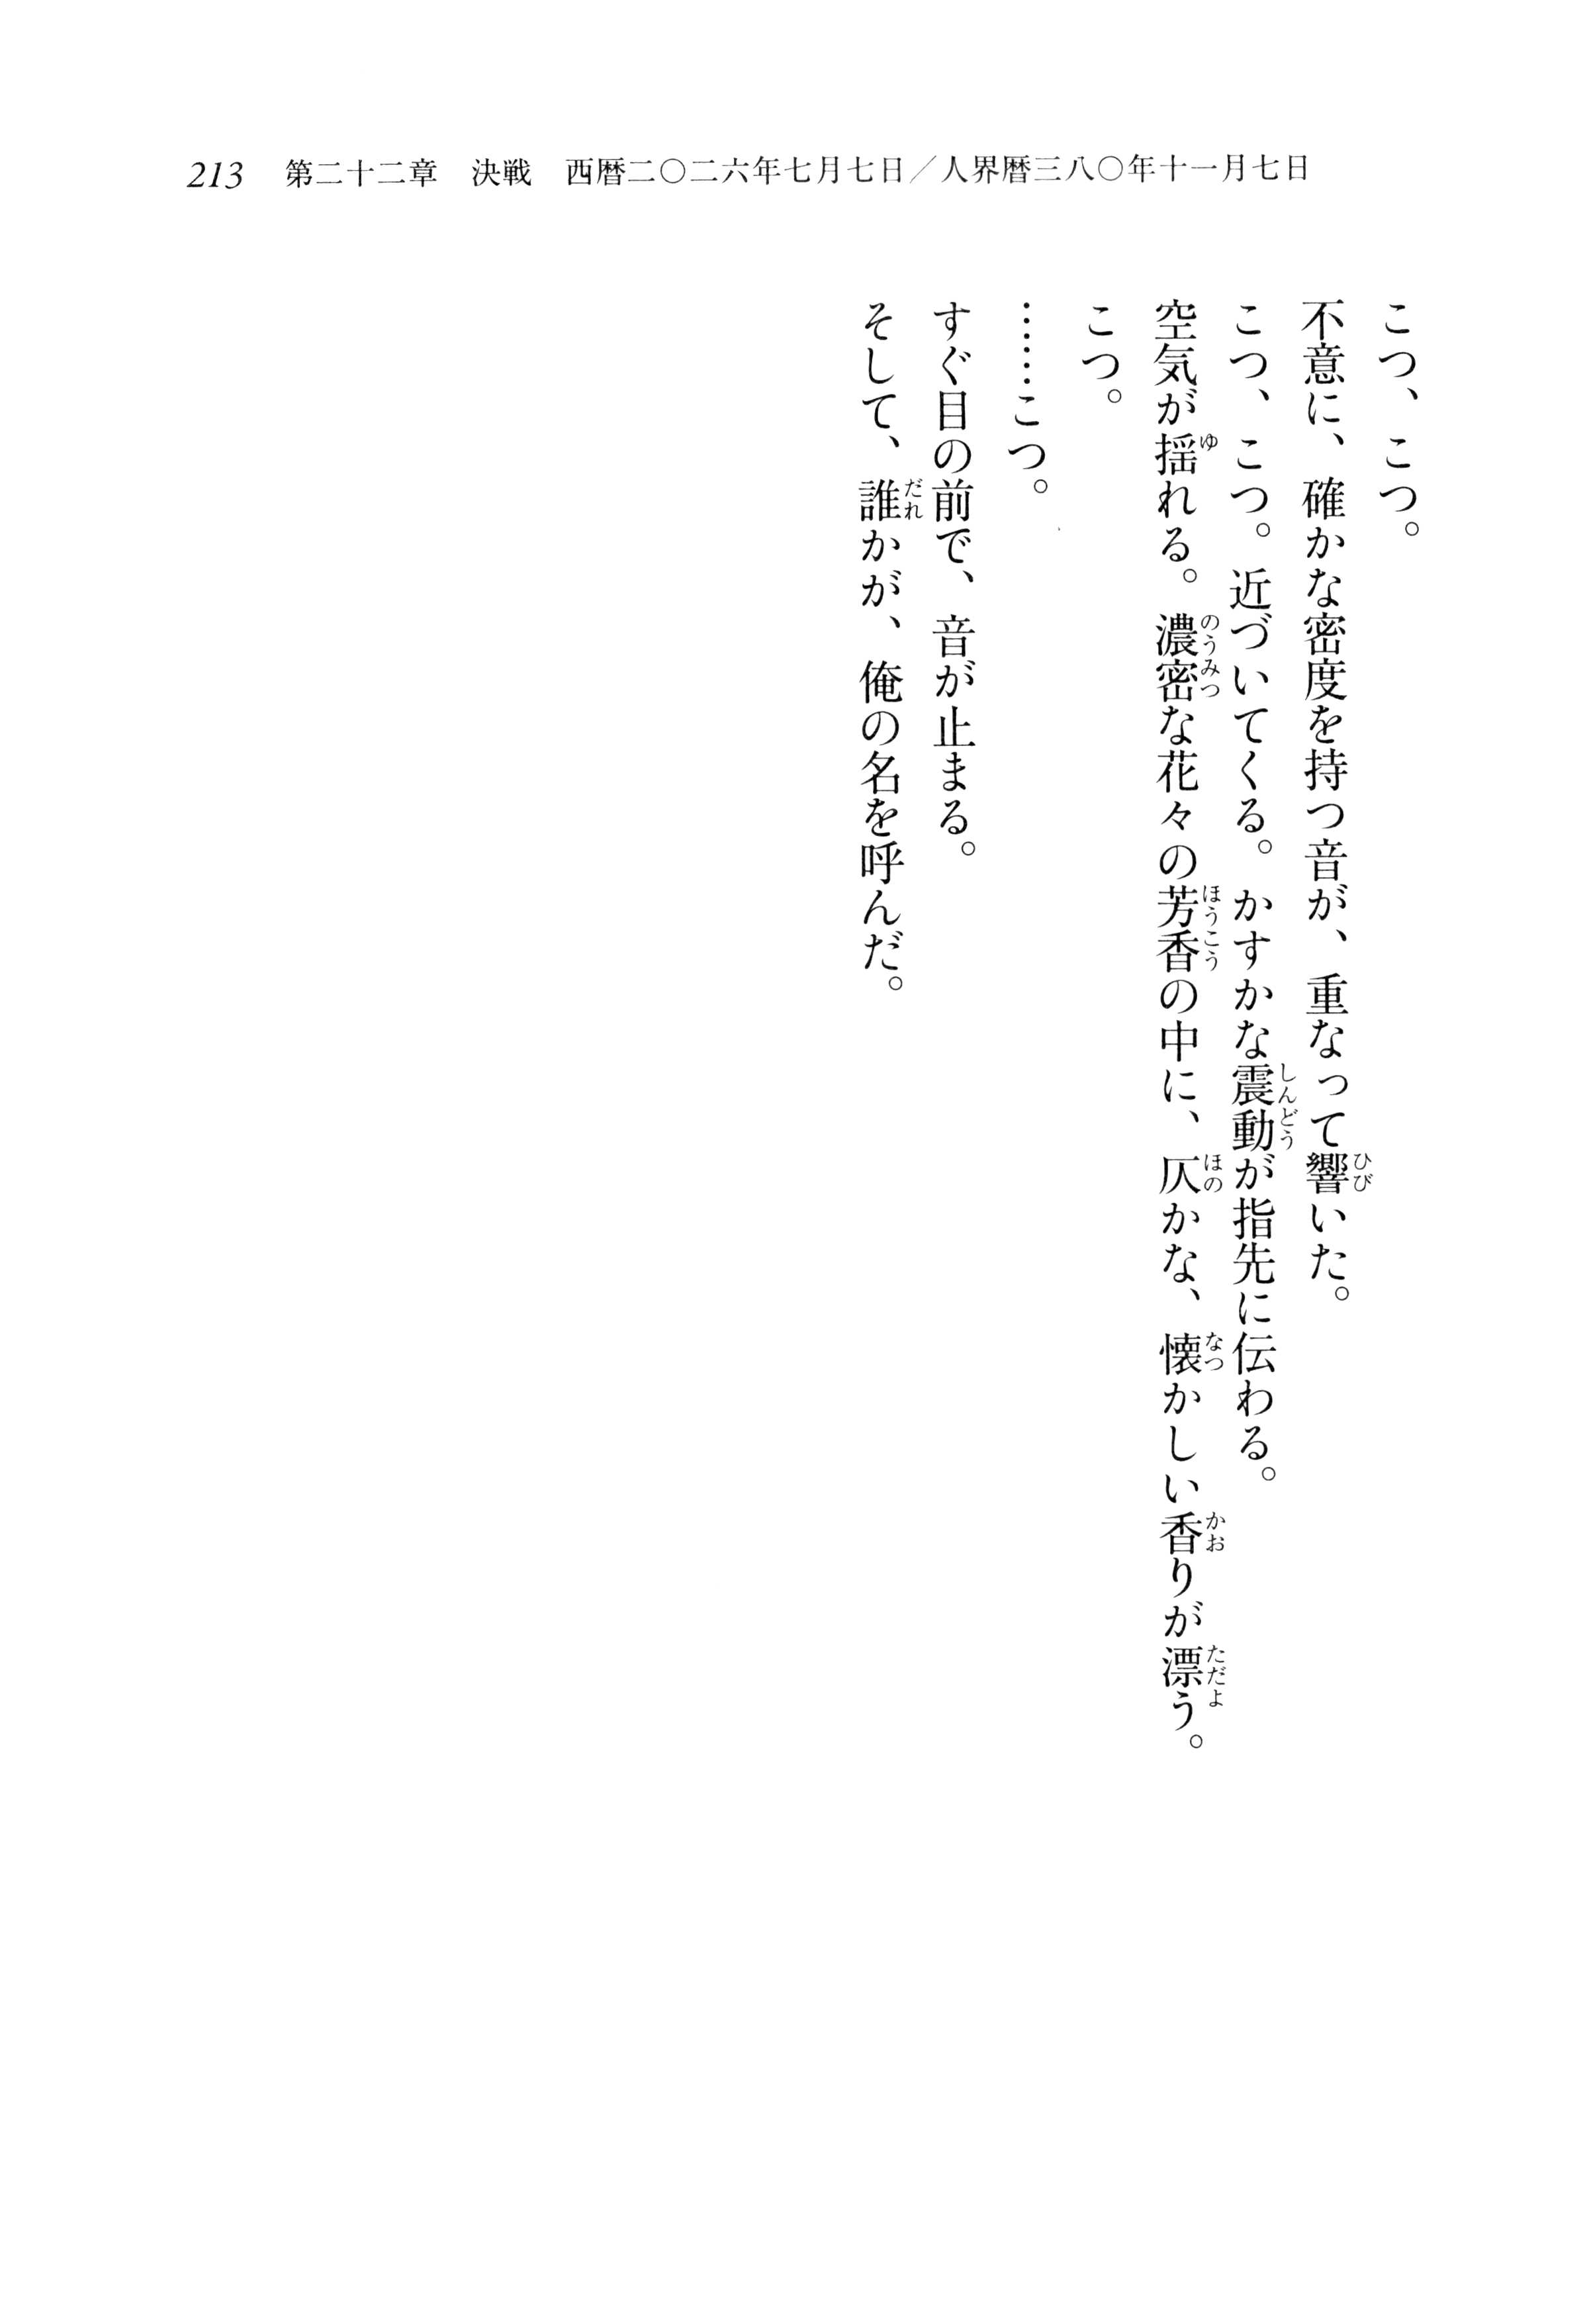 213 第二十二章 決戦 西暦二〇二六年七月七日／人界暦三八〇年十一月七日
こつ、こつ。
不意に、確かな密度を持つ音が、重なって響いた。
こつ、こつ。近づいてくる。かすかな震動が指先に伝わる。
空気が揺れる。濃密な花々の芳香の中に、仄かな、懐かしい香りが漂う。
こつ。
……こつ。
すぐ目の前で、音が止まる。
そして、誰かが、俺の名を呼んだ。